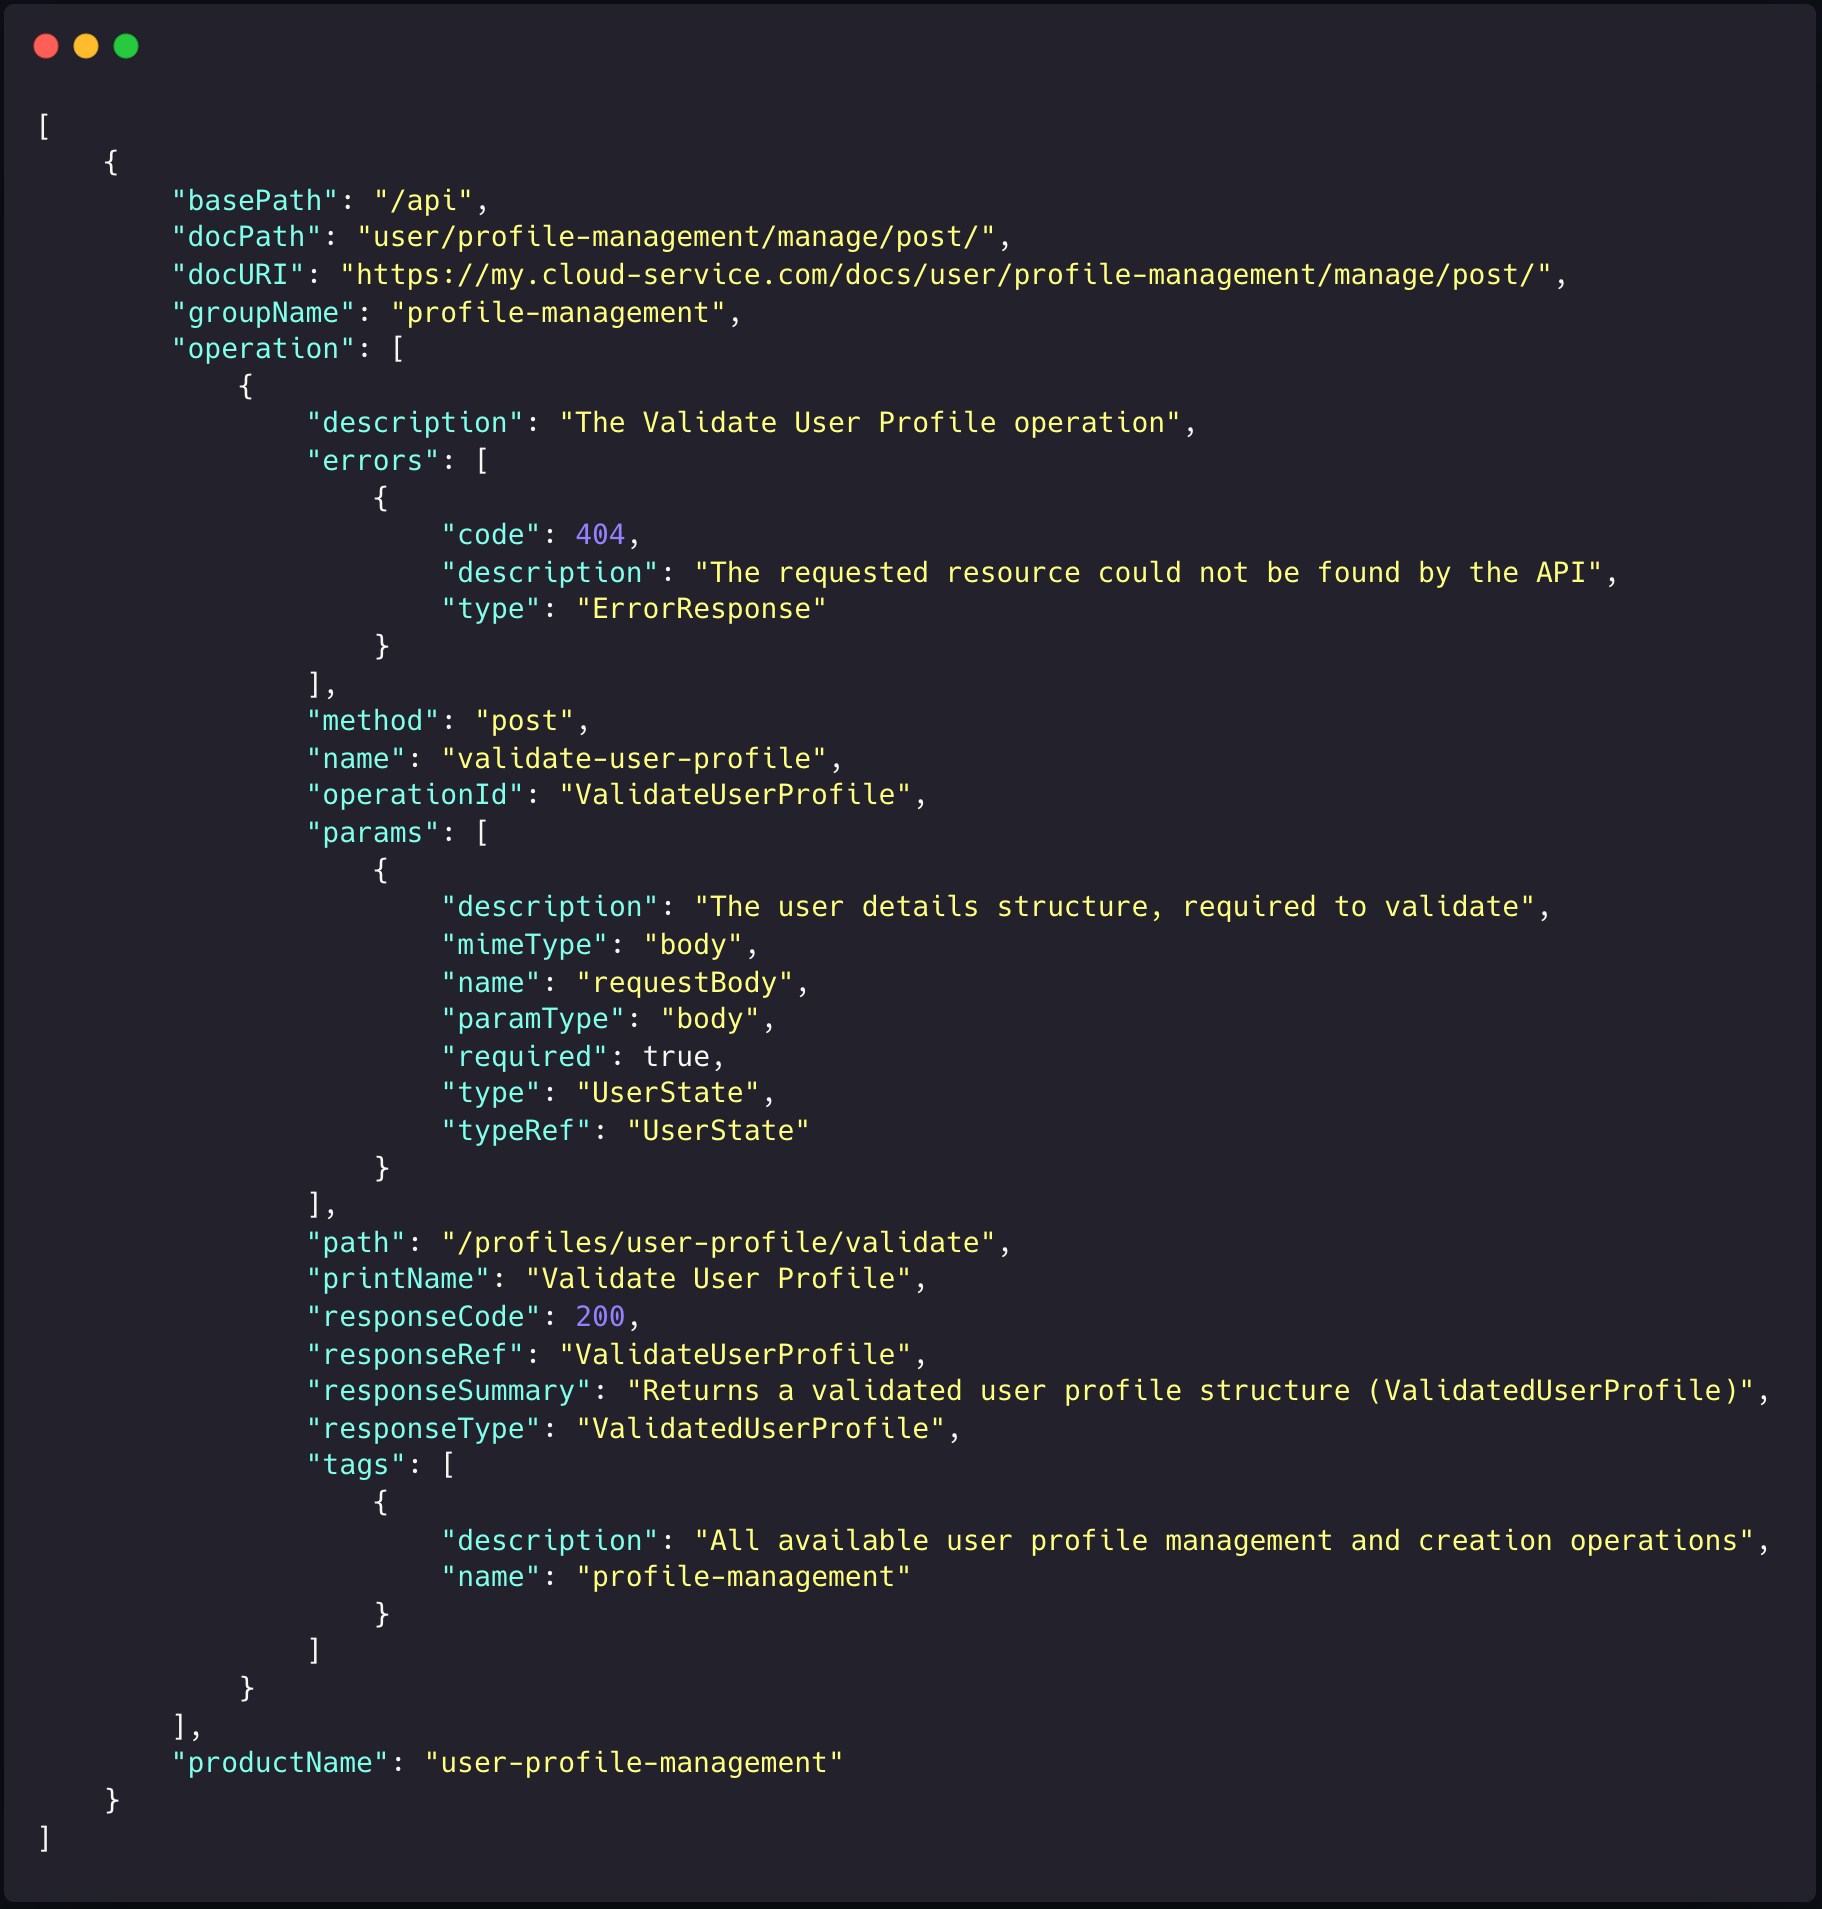 [
    {
        "basePath": "/api",
        "docPath": "user/profile-management/manage/post/",
        "docURI": "https://my.cloud-service.com/docs/user/profile-management/manage/post/",
        "groupName": "profile-management",
        "operation": [
            {
                "description": "The Validate User Profile operation",
                "errors": [
                    {
                        "code": 404,
                        "description": "The requested resource could not be found by the API",
                        "type": "ErrorResponse"
                    }
                ],
                "method": "post",
                "name": "validate-user-profile",
                "operationId": "ValidateUserProfile",
                "params": [
                    {
                        "description": "The user details structure, required to validate",
                        "mimeType": "body",
                        "name": "requestBody",
                        "paramType": "body",
                        "required": true,
                        "type": "UserState",
                        "typeRef": "UserState"
                    }
                ],
                "path": "/profiles/user-profile/validate",
                "printName": "Validate User Profile",
                "responseCode": 200,
                "responseRef": "ValidateUserProfile",
                "responseSummary": "Returns a validated user profile structure (ValidatedUserProfile)",
                "responseType": "ValidatedUserProfile",
                "tags": [
                    {
                        "description": "All available user profile management and creation operations",
                        "name": "profile-management"
                    }
                ]
            }
        ],
        "productName": "user-profile-management"
    }
]